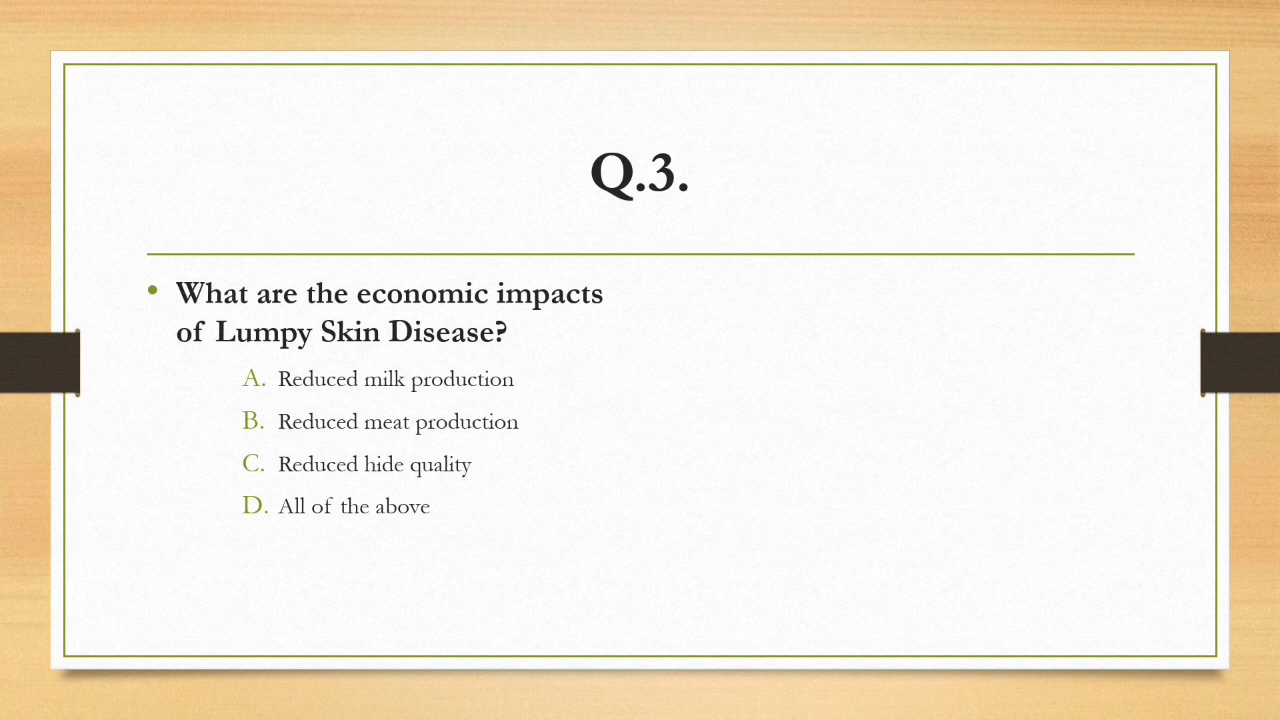 Q.3.
• What are the economic impacts
of Lumpy Skin Disease?
A. Reduced milk production
B. Reduced meat production
C. Reduced hide quality
D. All of the above